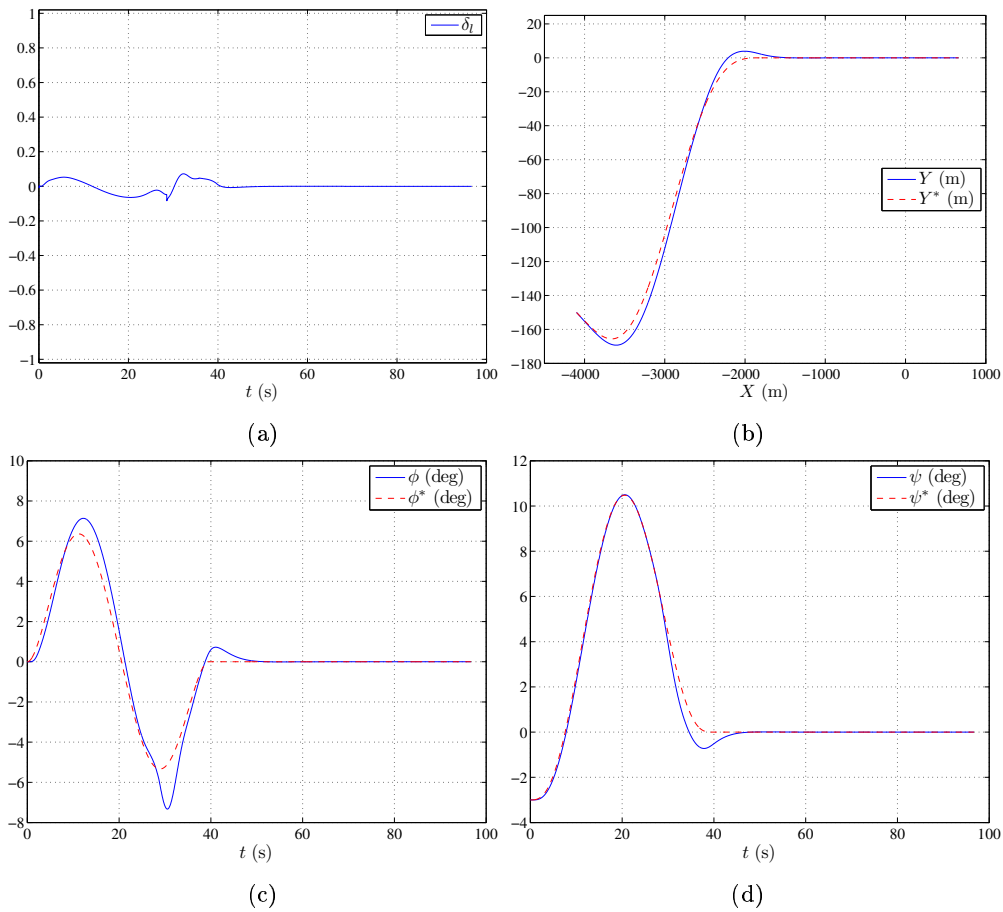 1
0.8
0.6
0.4
0.2
0
−0.2
−0.4
−0.6
−0.8
−1
0 20 40 60 80 100
t (s)
δl
(a)
20
0
−20
−40
−60
−80
−100
−120
−140
−160
−180
−4000 −3000 −2000 −1000 0 1000
X (m)
Y (m)
Y* (m)
(b)
10
8
6
4
2
0
−2
−4
−6
−8
0 20 40 60 80 100
t (s)
ϕ (deg)
ϕ* (deg)
(c)
12
10
8
6
4
2
0
−2
−4
0 20 40 60 80 100
t (s)
ψ (deg)
ψ* (deg)
(d)